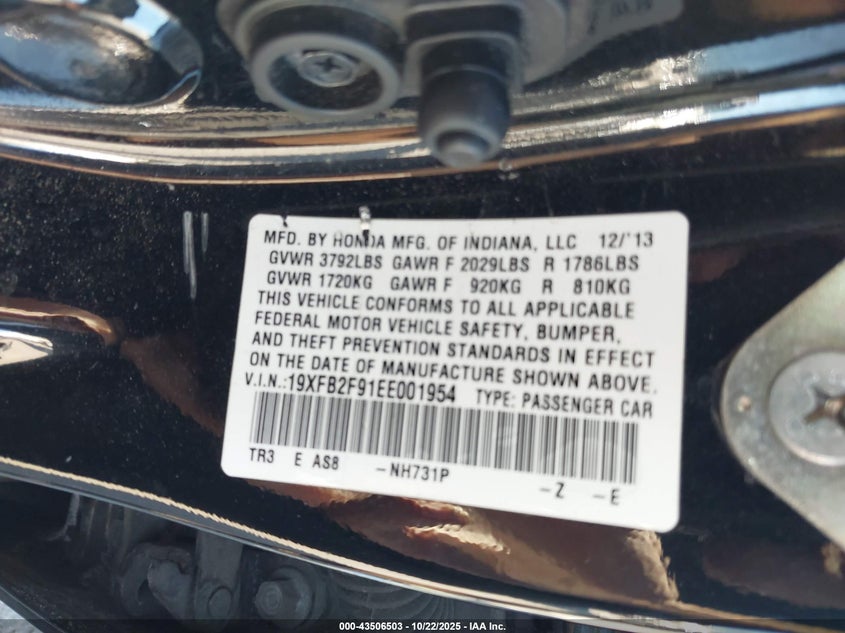 MFD. BY HONDA MFG. OF INDIANA, LLC 12/'13
GVWR 3792LBS GAWR F 2029LBS R 1786LBS
GVWR 1720KG GAWR F 920KG R 810KG
THIS VEHICLE CONFORMS TO ALL APPLICABLE
FEDERAL MOTOR VEHICLE SAFETY, BUMPER,
AND THEFT PREVENTION STANDARDS IN EFFECT
ON THE DATE OF MANUFACTURE SHOWN ABOVE.
V.I.N.:19XFB2F91EE001954 TYPE: PASSENGER CAR
TR3 E AS8 -NH731P -Z -E
000-43506503 - 10/22/2025 - IAA Inc.